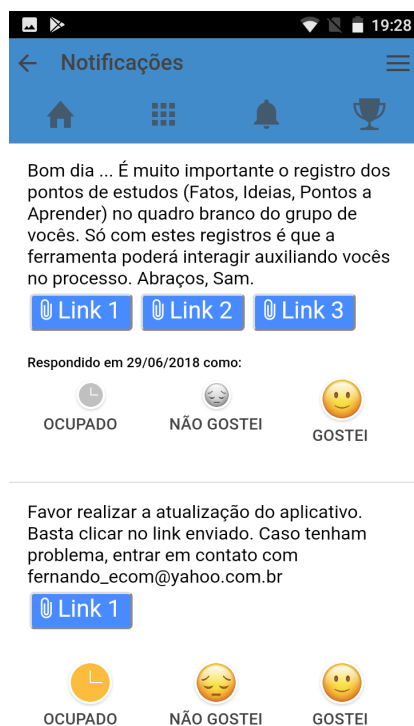 19:28
Notificações
Bom dia ... É muito importante o registro dos
pontos de estudos (Fatos, Ideias, Pontos a
Aprender) no quadro branco do grupo de
vocês. Só com estes registros é que a
ferramenta poderá interagir auxiliando vocês
no processo. Abraços, Sam.
Link 1 Link 2 Link 3
Respondido em 29/06/2018 como:
OCUPADO NÃO GOSTEI GOSTEI
Favor realizar a atualização do aplicativo.
Basta clicar no link enviado. Caso tenham
problema, entrar em contato com
fernando_ecom@yahoo.com.br
Link 1
OCUPADO NÃO GOSTEI GOSTEI